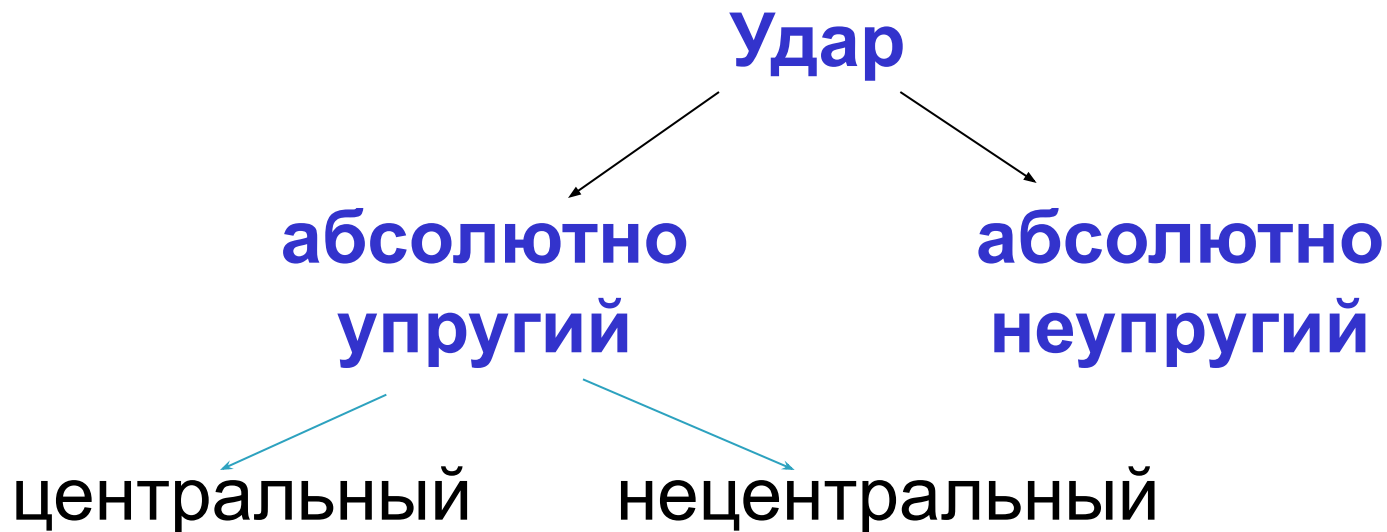 Удар
абсолютно
упругий
абсолютно
неупругий
центральный
нецентральный